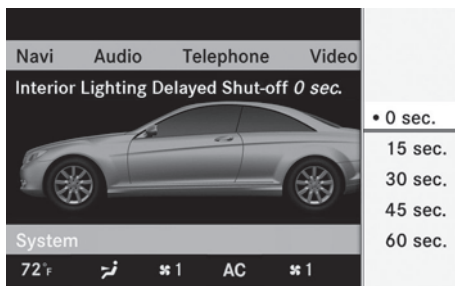 Navi Audio Telephone Video
Interior Lighting Delayed Shut-off 0 sec.
• 0 sec.
15 sec.
30 sec.
45 sec.
60 sec.
System
72°F 1 AC 1